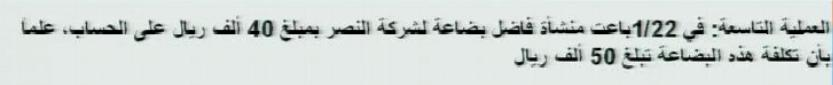 العملية التاسعة: في 1/22باعت منشأة فاضل بضاعة لشركة النصر بمبلغ 40 ألف ريال على الحساب، علماً
بأن تكلفة هذه البضاعة تبلغ 50 ألف ريال